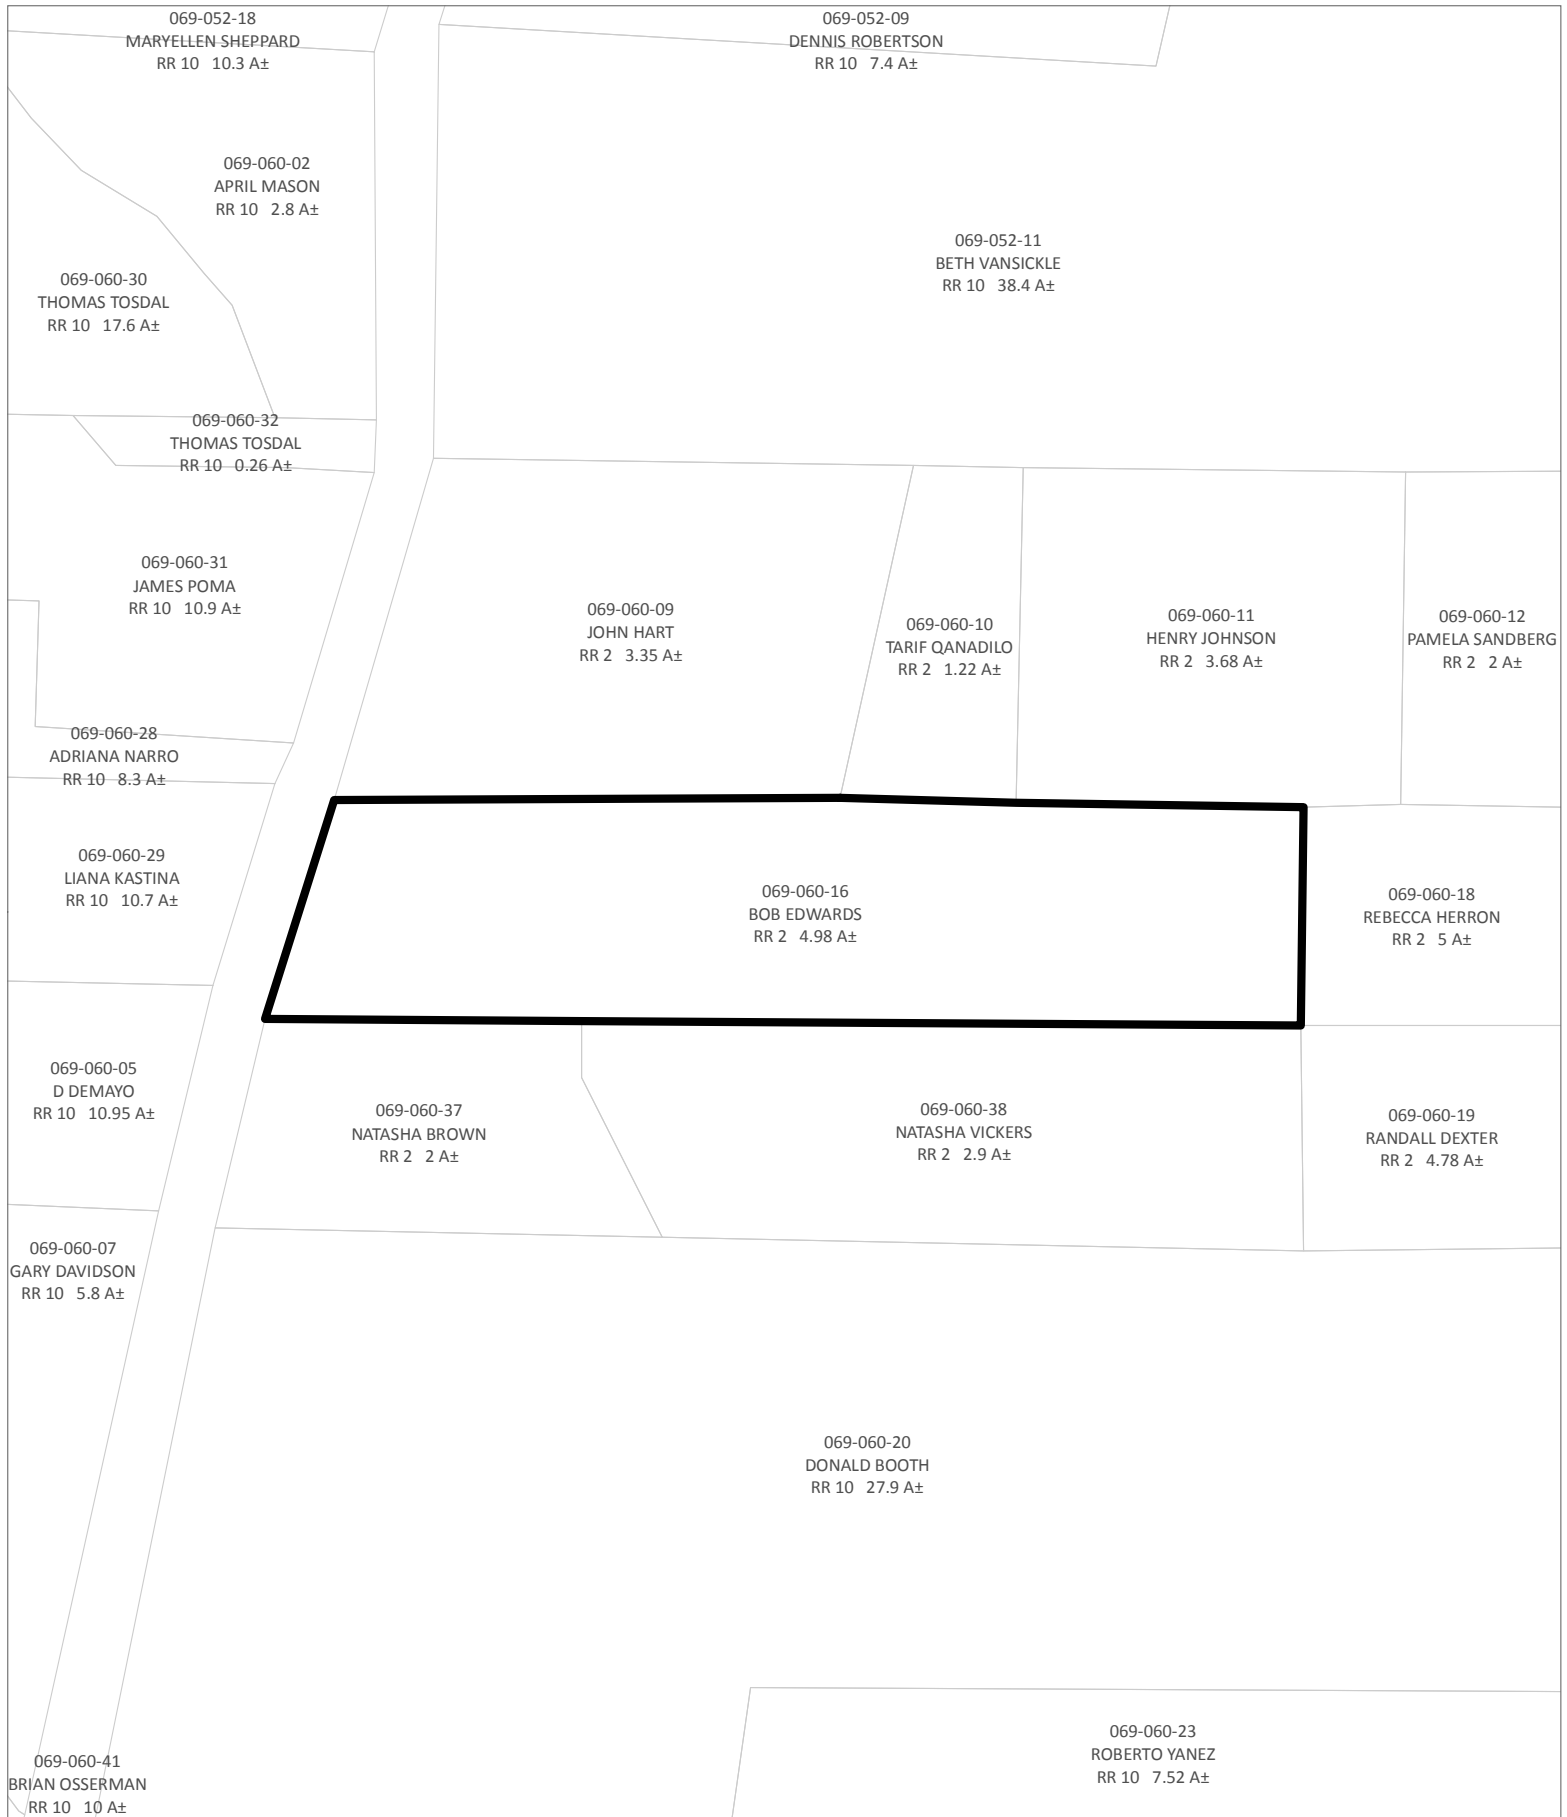 069-052-18
MARYELLEN SHEPPARD
RR 10   10.3 A±
069-052-09
DENNIS ROBERTSON
RR 10   7.4 A±
069-060-02
APRIL MASON
RR 10   2.8 A±
069-052-11
BETH VANSICKLE
RR 10   38.4 A±
069-060-30
THOMAS TOSDAL
RR 10   17.6 A±
069-060-32
THOMAS TOSDAL
RR 10   0.26 A±
069-060-31
JAMES POMA
RR 10   10.9 A±
069-060-09
JOHN HART
RR 2   3.35 A±
069-060-10
TARIF QANADILO
RR 2   1.22 A±
069-060-11
HENRY JOHNSON
RR 2   3.68 A±
069-060-12
PAMELA SANDBERG
RR 2   2 A±
069-060-28
ADRIANA NARRO
RR 10   8.3 A±
069-060-29
LIANA KASTINA
RR 10   10.7 A±
069-060-16
BOB EDWARDS
RR 2   4.98 A±
069-060-18
REBECCA HERRON
RR 2   5 A±
069-060-05
D DEMAYO
RR 10   10.95 A±
069-060-37
NATASHA BROWN
RR 2   2 A±
069-060-38
NATASHA VICKERS
RR 2   2.9 A±
069-060-19
RANDALL DEXTER
RR 2   4.78 A±
069-060-07
GARY DAVIDSON
RR 10   5.8 A±
069-060-20
DONALD BOOTH
RR 10   27.9 A±
069-060-23
ROBERTO YANEZ
RR 10   7.52 A±
069-060-41
BRIAN OSSERMAN
RR 10   10 A±